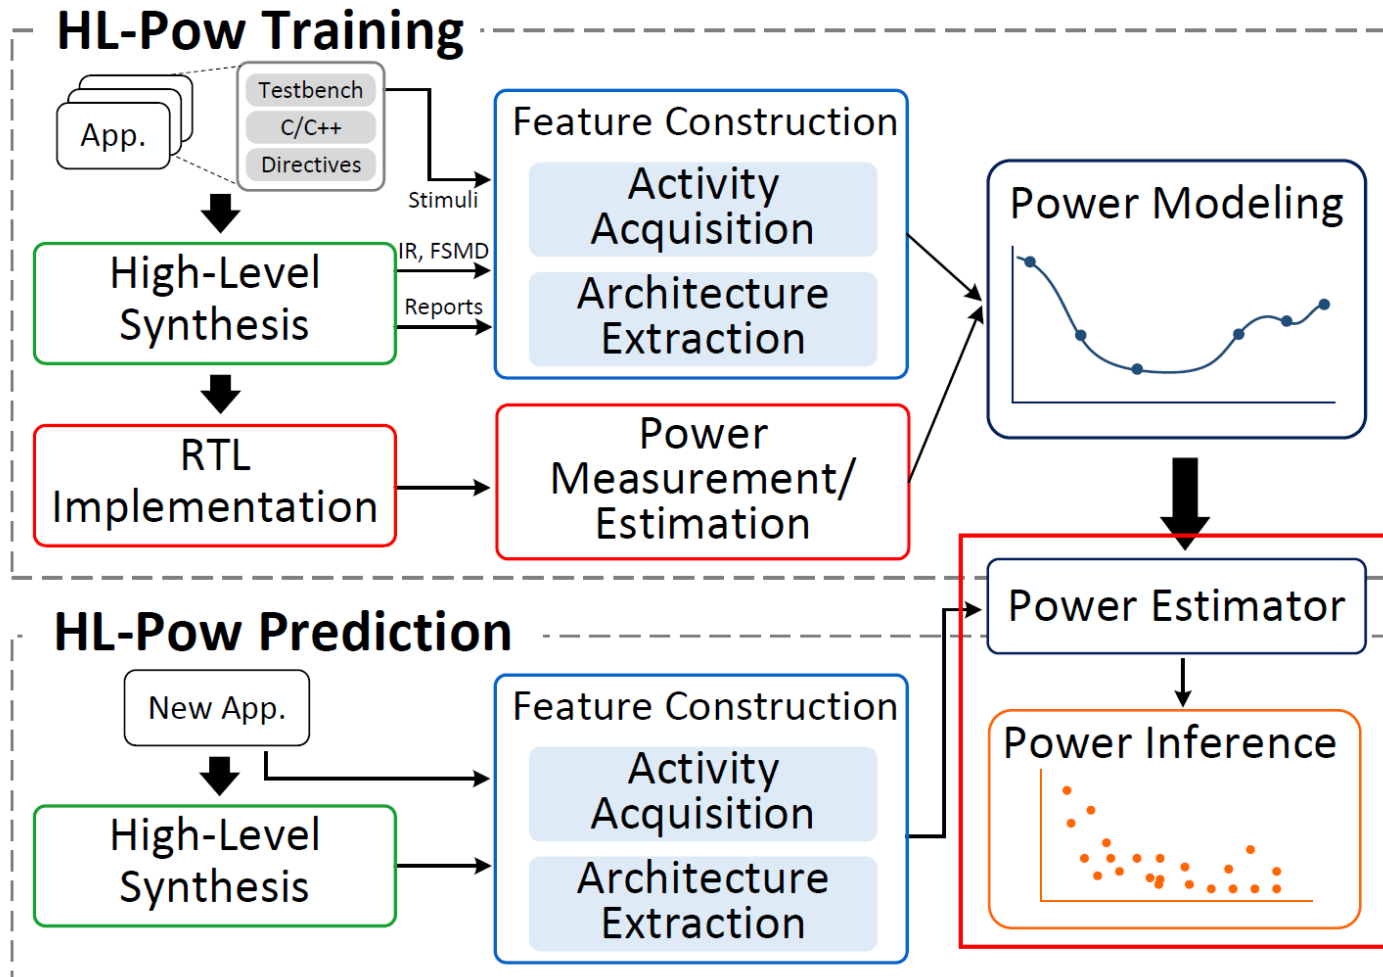 HL-Pow Training
App.
Testbench
C/C++
Directives
Stimuli
High-Level
Synthesis
IR, FSMD
Reports
Feature Construction
Activity
Acquisition
Architecture
Extraction
Power Modeling
RTL
Implementation
Power
Measurement/
Estimation
Power Estimator
HL-Pow Prediction
New App.
High-Level
Synthesis
Feature Construction
Activity
Acquisition
Architecture
Extraction
Power Inference